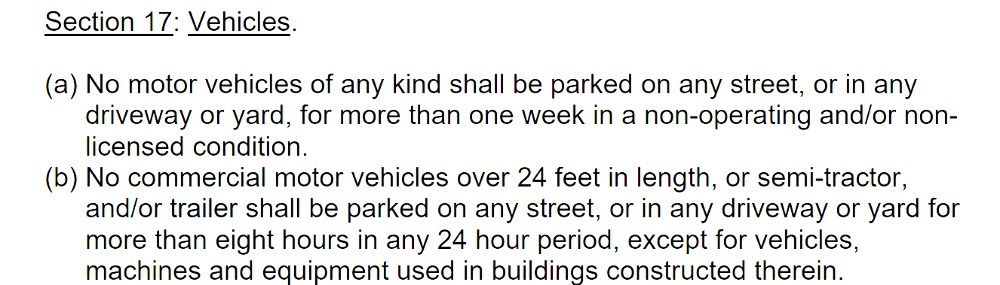 Section 17: Vehicles.
(a) No motor vehicles of any kind shall be parked on any street, or in any
driveway or yard, for more than one week in a non-operating and/or non-
licensed condition.
(b) No commercial motor vehicles over 24 feet in length, or semi-tractor,
and/or trailer shall be parked on any street, or in any driveway or yard for
more than eight hours in any 24 hour period, except for vehicles,
machines and equipment used in buildings constructed therein.